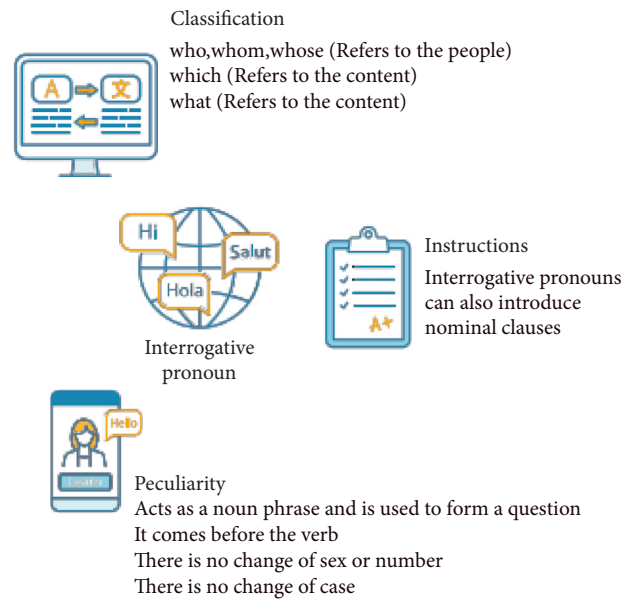 Classification
who,whom,whose (Refers to the people)
which (Refers to the content)
what (Refers to the content)
A
文
Hi
Salut
Hola
Interrogative
pronoun
A+
Instructions
Interrogative pronouns
can also introduce
nominal clauses
Hello
Learn
Peculiarity
Acts as a noun phrase and is used to form a question
It comes before the verb
There is no change of sex or number
There is no change of case